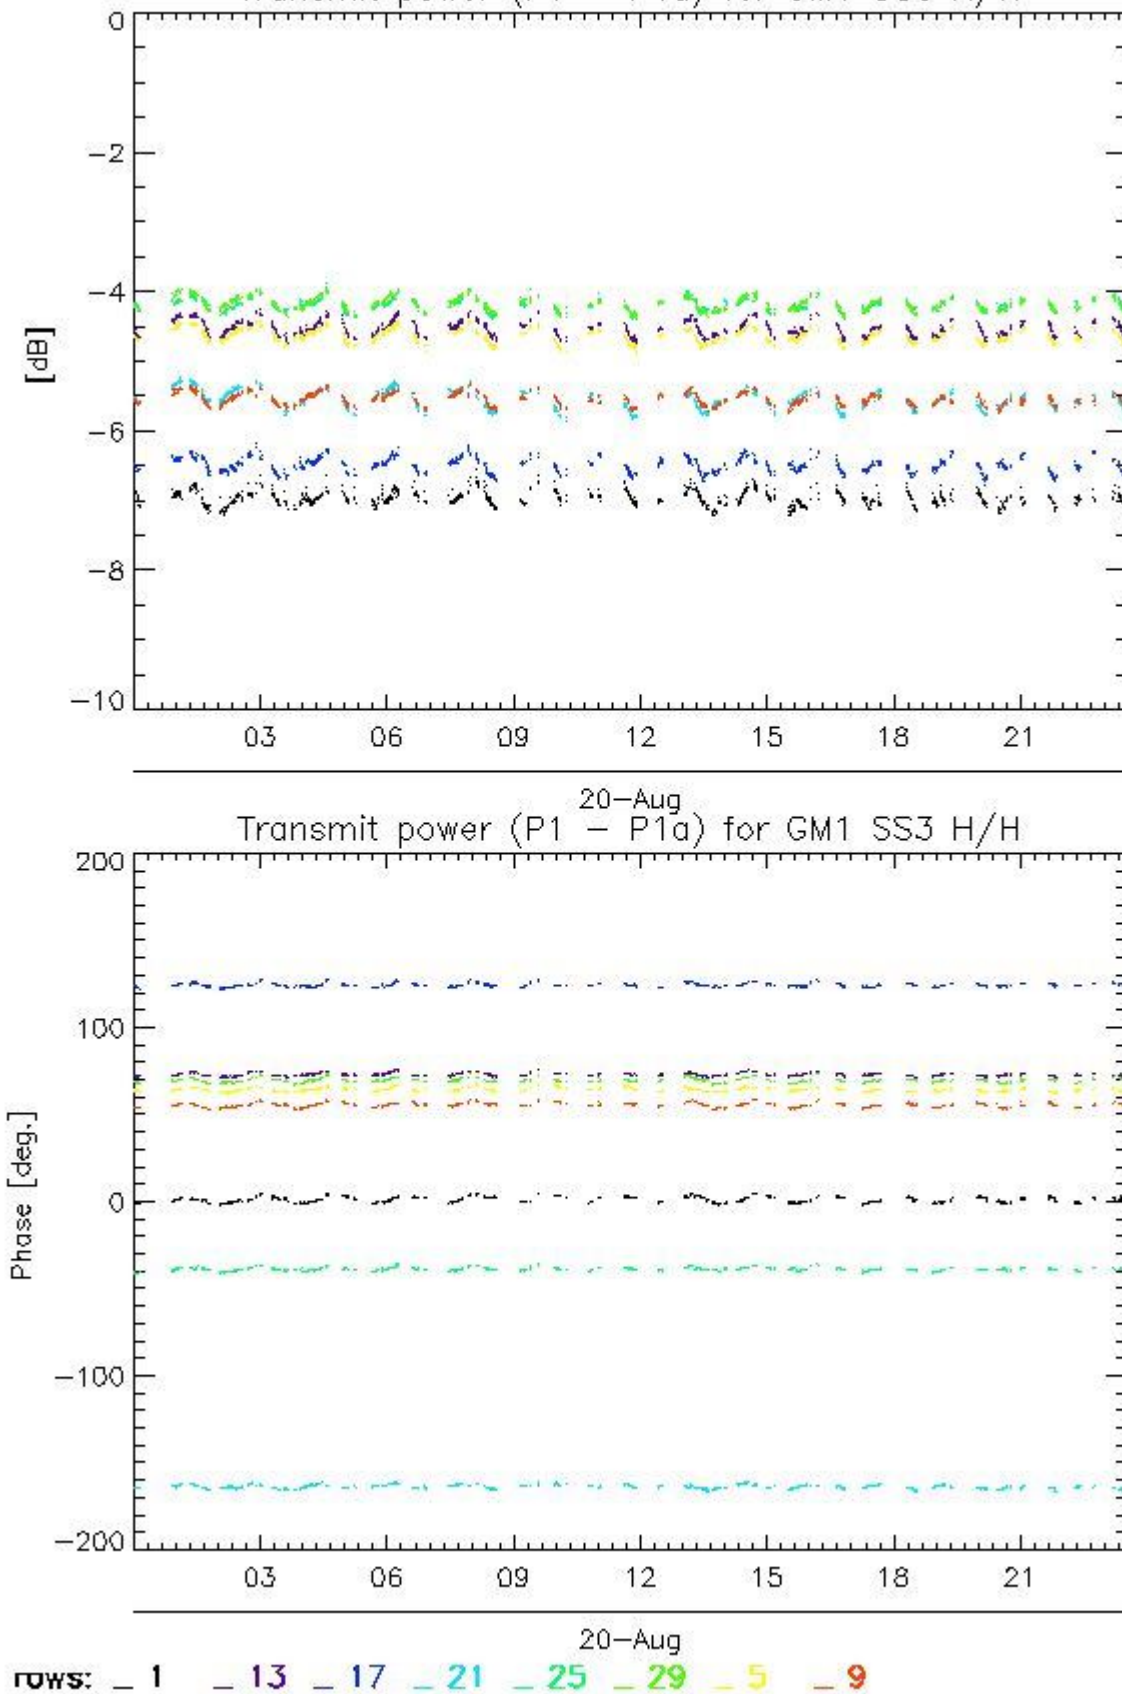 0
-2
-4
[dB]
-6
-8
-10
03 06 09 12 15 18 21
20-Aug
Transmit power (P1 - P1a) for GM1 SS3 H/H
200
100
Phase [deg.]
0
-100
-200
03 06 09 12 15 18 21
20-Aug
rows: _ 1 _ 13 _ 17 _ 21 _ 25 _ 29 _ 5 _ 9